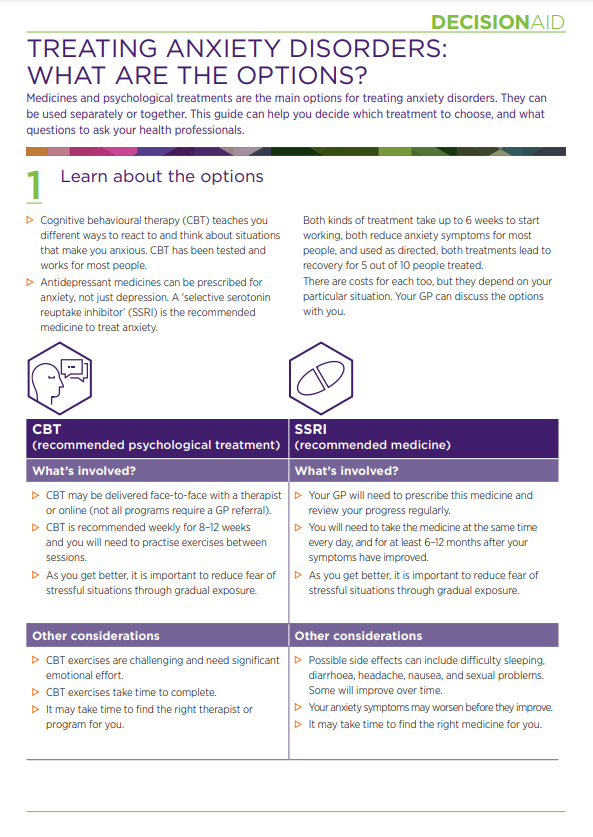 DECISIONAID
TREATING ANXIETY DISORDERS:
WHAT ARE THE OPTIONS?
Medicines and psychological treatments are the main options for treating anxiety disorders. They can
be used separately or together. This guide can help you decide which treatment to choose, and what
questions to ask your health professionals.
1 Learn about the options
▷ Cognitive behavioural therapy (CBT) teaches you
different ways to react to and think about situations
that make you anxious. CBT has been tested and
works for most people.
▷ Antidepressant medicines can be prescribed for
anxiety, not just depression. A ‘selective serotonin
reuptake inhibitor’ (SSRI) is the recommended
medicine to treat anxiety.
Both kinds of treatment take up to 6 weeks to start
working, both reduce anxiety symptoms for most
people, and used as directed, both treatments lead to
recovery for 5 out of 10 people treated.
There are costs for each too, but they depend on your
particular situation. Your GP can discuss the options
with you.
CBT
(recommended psychological treatment)
What’s involved?
▷ CBT may be delivered face-to-face with a therapist
or online (not all programs require a GP referral).
▷ CBT is recommended weekly for 8–12 weeks
and you will need to practise exercises between
sessions.
▷ As you get better, it is important to reduce fear of
stressful situations through gradual exposure.
Other considerations
▷ CBT exercises are challenging and need significant
emotional effort.
▷ CBT exercises take time to complete.
▷ It may take time to find the right therapist or
program for you.
SSRI
(recommended medicine)
What’s involved?
▷ Your GP will need to prescribe this medicine and
review your progress regularly.
▷ You will need to take the medicine at the same time
every day, and for at least 6–12 months after your
symptoms have improved.
▷ As you get better, it is important to reduce fear of
stressful situations through gradual exposure.
Other considerations
▷ Possible side effects can include difficulty sleeping,
diarrhoea, headache, nausea, and sexual problems.
Some will improve over time.
▷ Your anxiety symptoms may worsen before they improve.
▷ It may take time to find the right medicine for you.